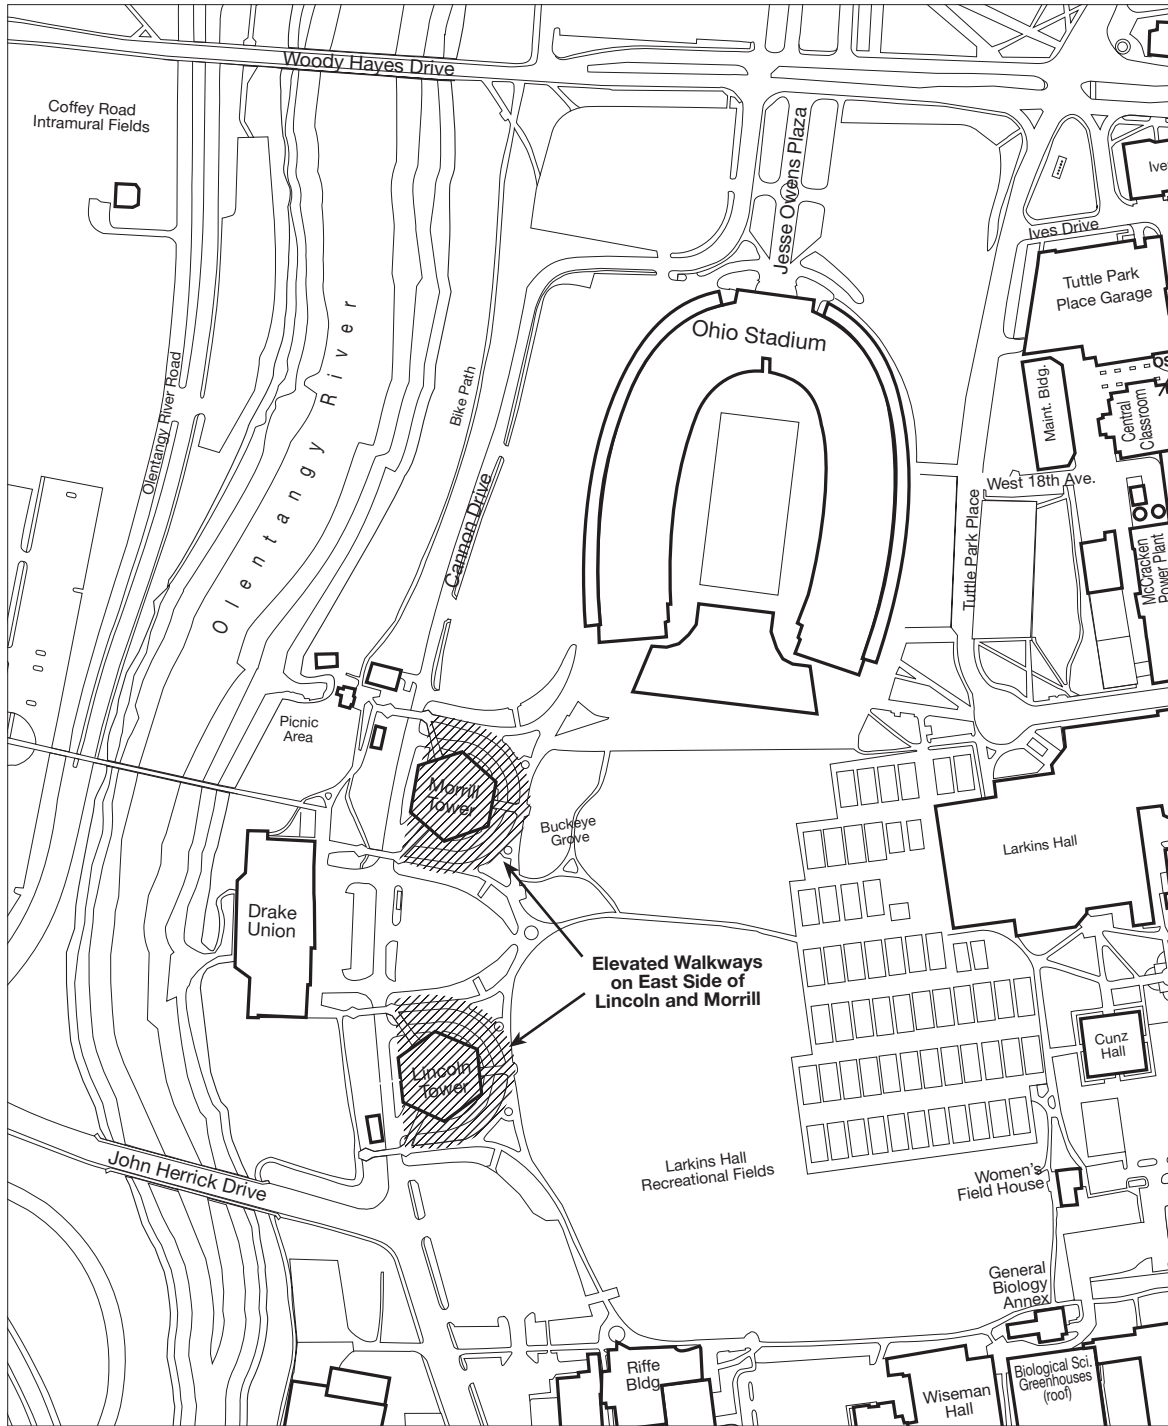 Woody Hayes Drive
Coffey Road
Intramural Fields
Jesse Owens Plaza
Ives Drive
Tuttle Park
Place Garage
Ohio Stadium
Olentangy River
Olentangy River Road
Bike Path
Cannon Drive
Maint. Bldg.
Central
Classroom
West 18th Ave.
Tuttle Park Place
McCracken
Power Plant
Picnic
Area
Morrill
Tower
Buckeye
Grove
Larkins Hall
Drake
Union
Elevated Walkways
on East Side of
Lincoln and Morrill
Lincoln
Tower
Cunz
Hall
John Herrick Drive
Larkins Hall
Recreational Fields
Women's
Field House
General
Biology
Annex
Riffe
Bldg
Wiseman
Hall
Biological Sci.
Greenhouses
(roof)